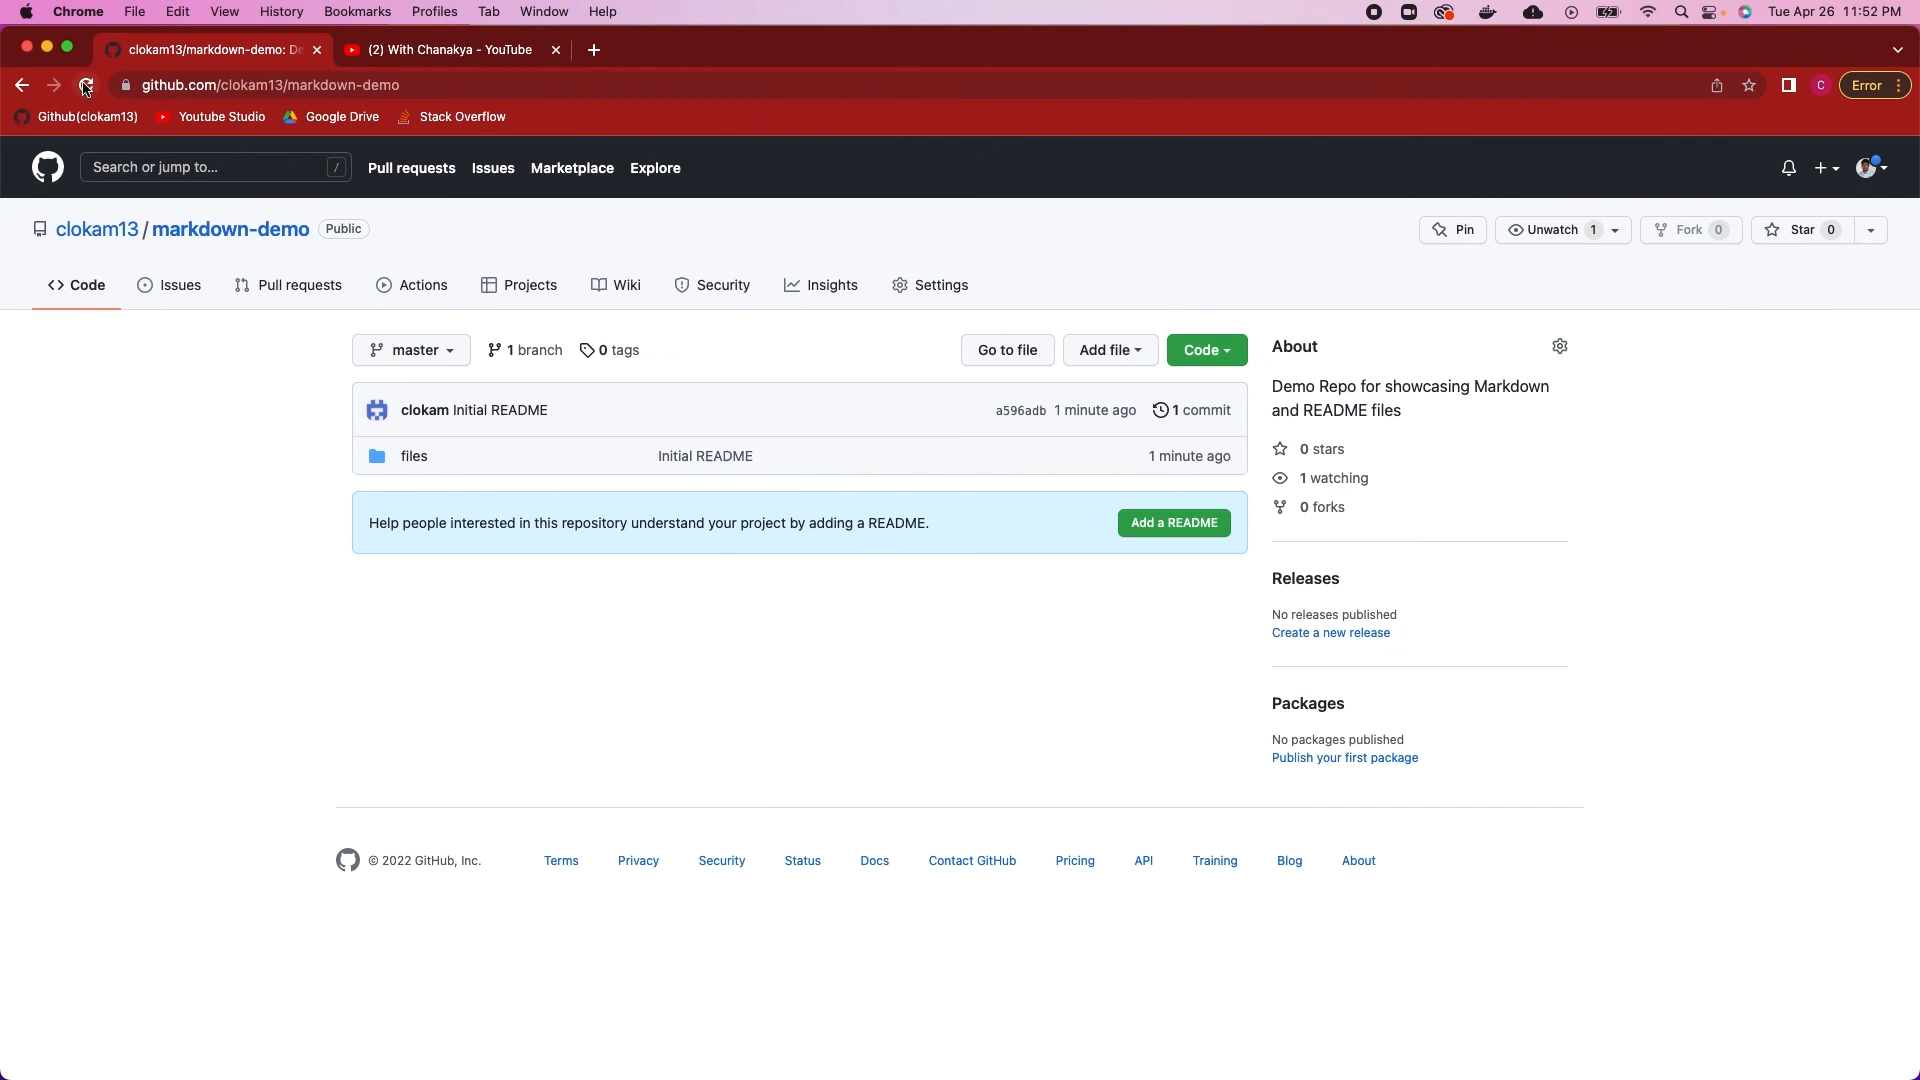 Chrome File Edit View History Bookmarks Profiles Tab Window Help Tue Apr 26 11:52 PM
clokam13/markdown-demo: De (2) With Chanakya - YouTube
github.com/clokam13/markdown-demo C Error
Github(clokam13) Youtube Studio Google Drive Stack Overflow
Search or jump to... / Pull requests Issues Marketplace Explore
clokam13 / markdown-demo Public Pin Unwatch 1 Fork 0 Star 0
Code Issues Pull requests Actions Projects Wiki Security Insights Settings
master 1 branch 0 tags Go to file Add file Code
clokam Initial README a596adb 1 minute ago 1 commit
files Initial README 1 minute ago
Help people interested in this repository understand your project by adding a README. Add a README
About
Demo Repo for showcasing Markdown
and README files
0 stars
1 watching
0 forks
Releases
No releases published
Create a new release
Packages
No packages published
Publish your first package
© 2022 GitHub, Inc. Terms Privacy Security Status Docs Contact GitHub Pricing API Training Blog About